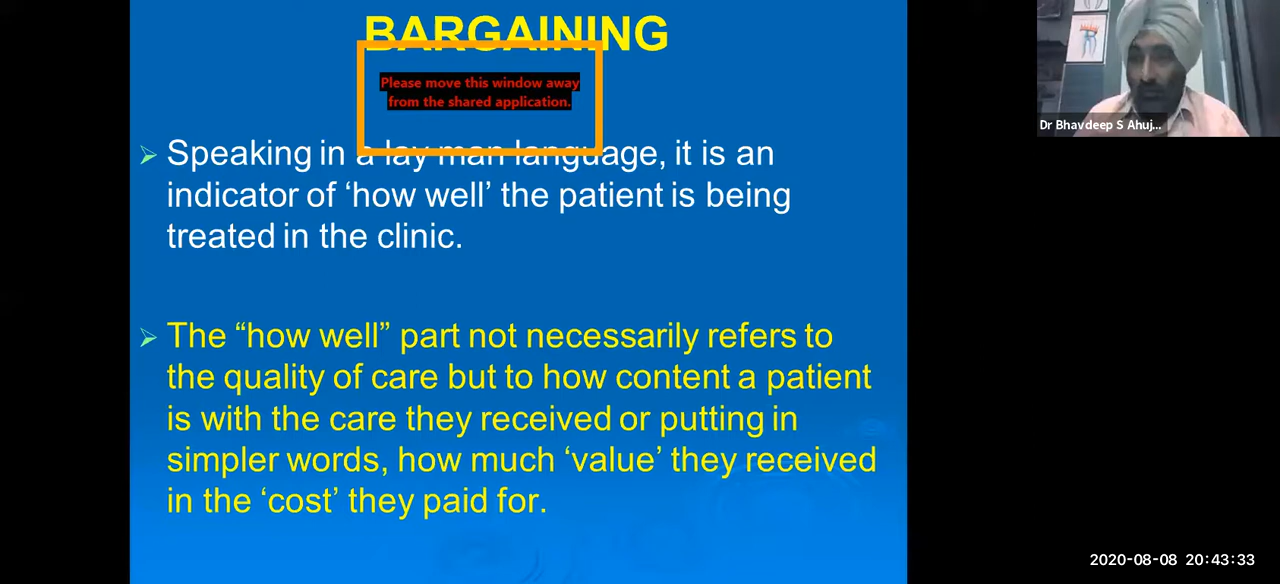 BARGAINING
Please move this window away
from the shared application.
➢ Speaking in a lay man language, it is an
indicator of ‘how well’ the patient is being
treated in the clinic.
➢ The “how well” part not necessarily refers to
the quality of care but to how content a patient
is with the care they received or putting in
simpler words, how much ‘value’ they received
in the ‘cost’ they paid for.
Dr Bhavdeep S Ahuj...
2020-08-08 20:43:33